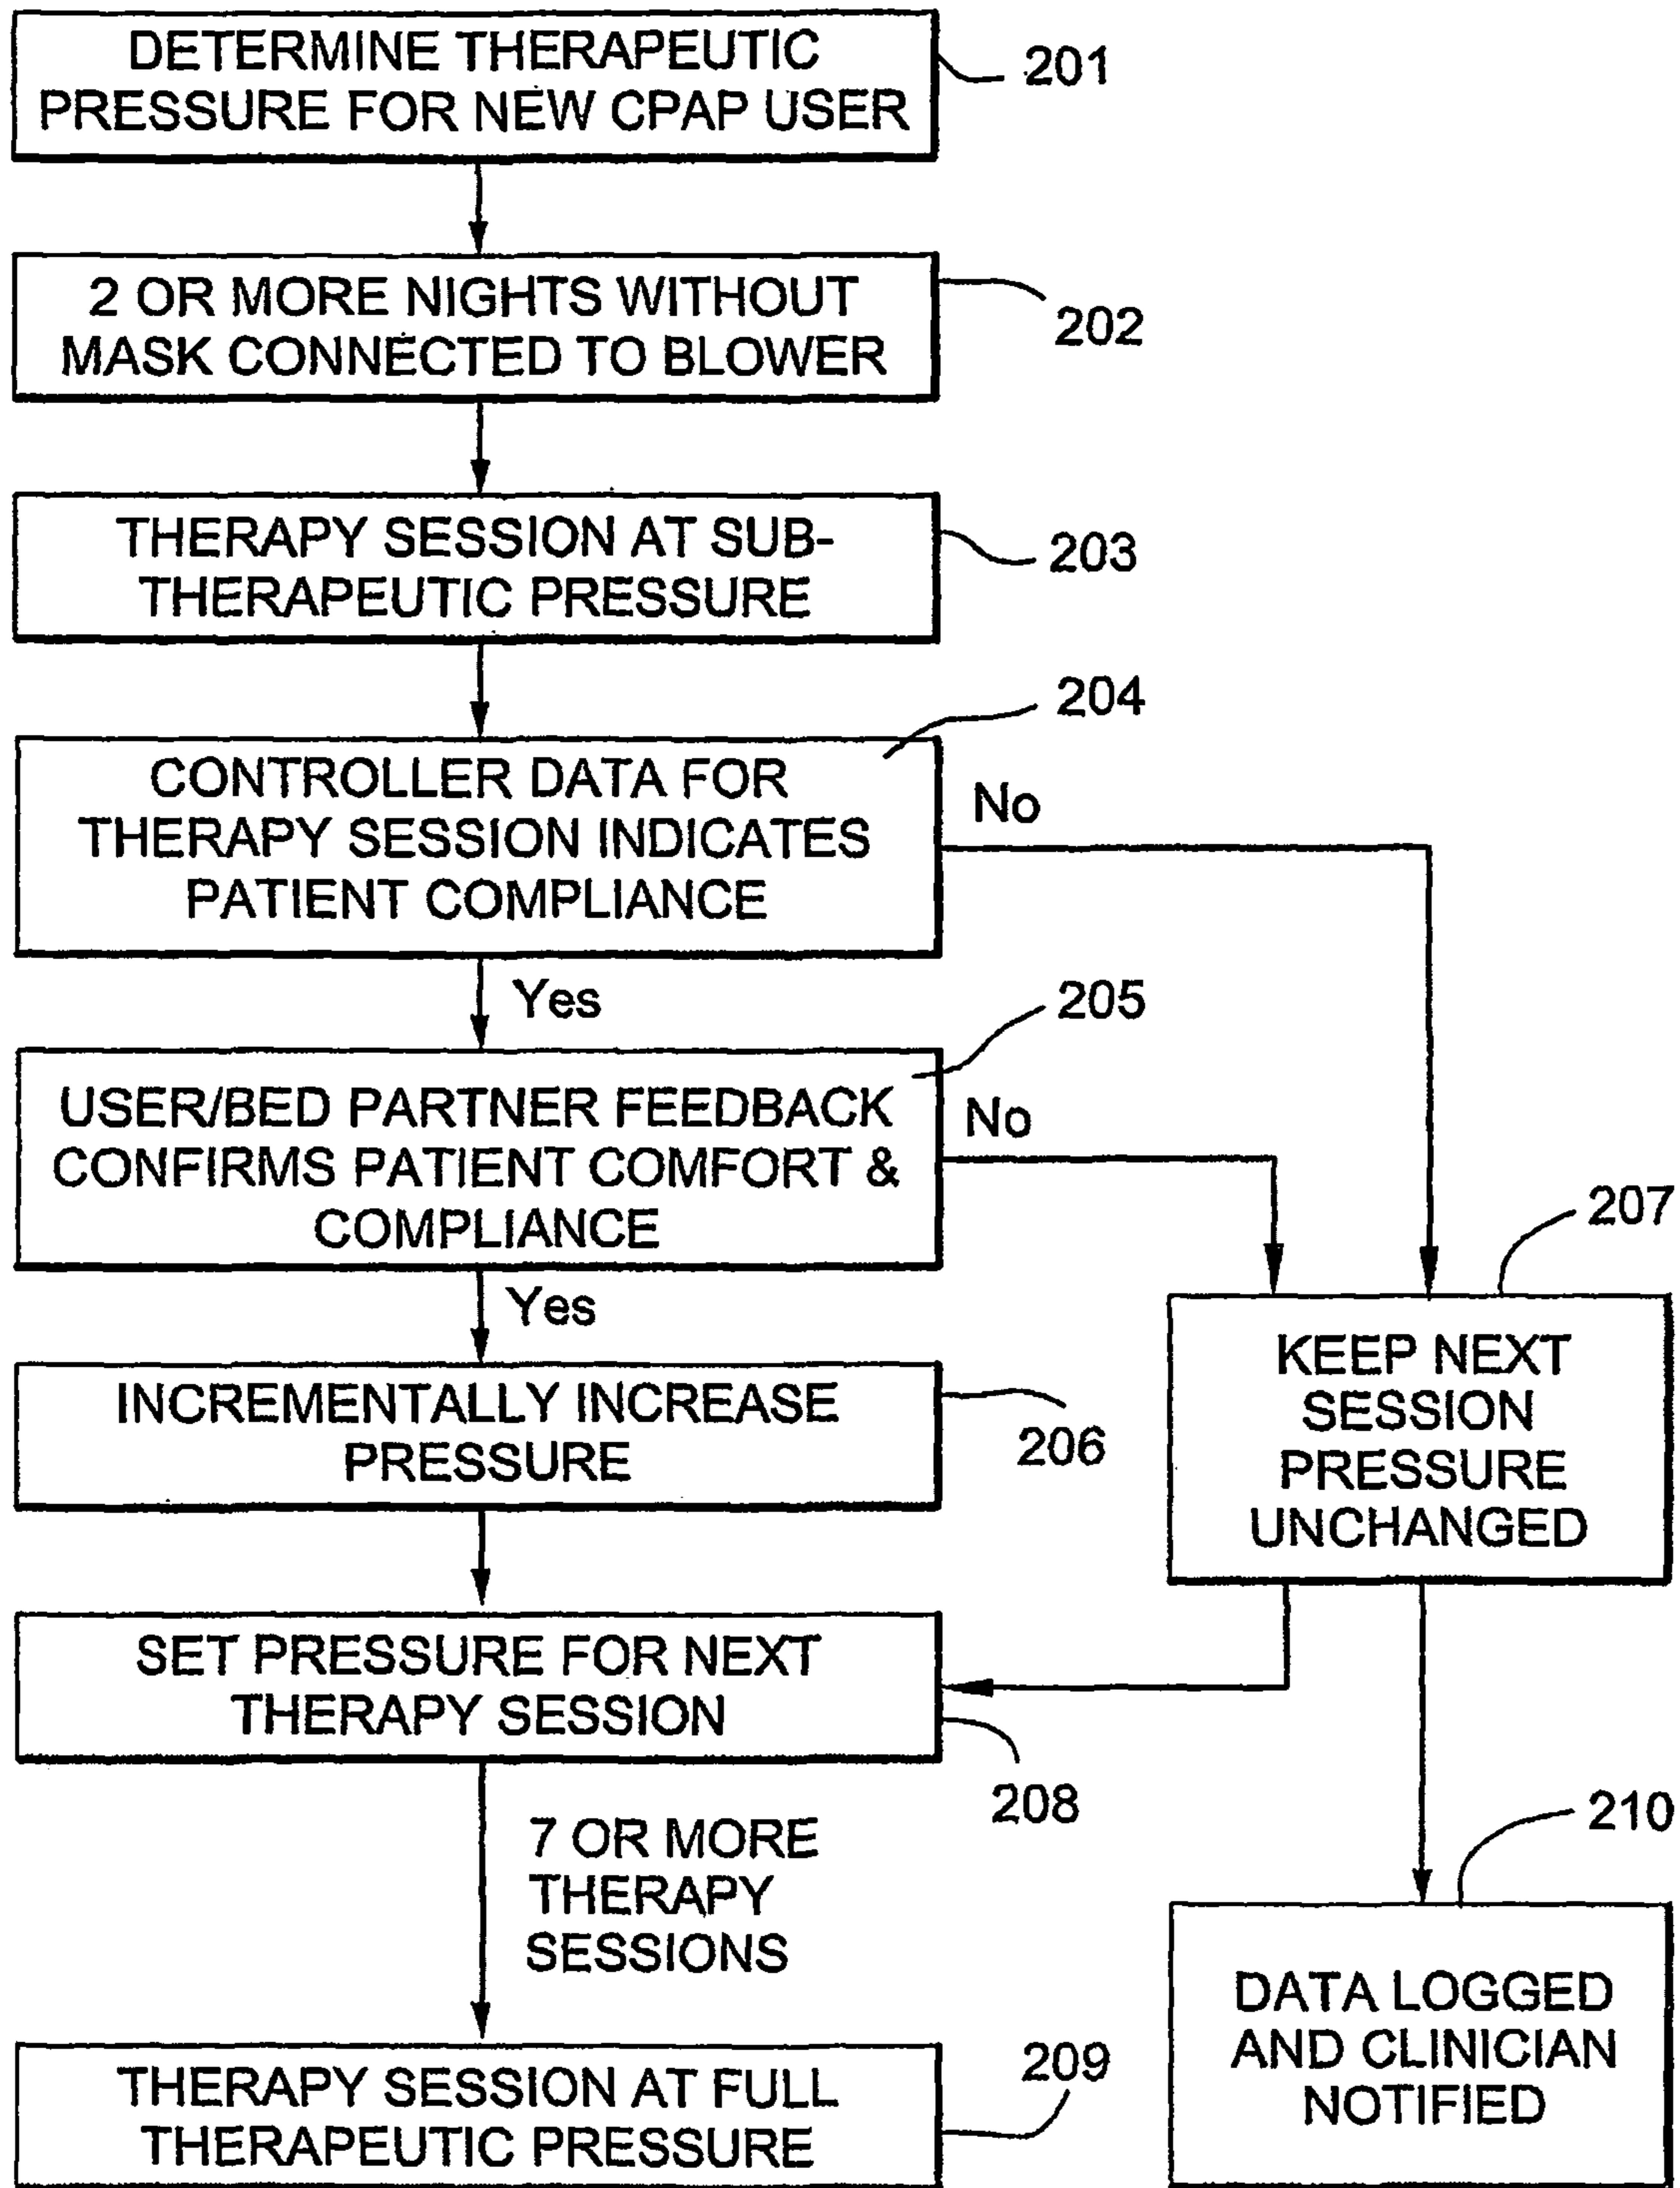 DETERMINE THERAPEUTIC
PRESSURE FOR NEW CPAP USER
201
2 OR MORE NIGHTS WITHOUT
MASK CONNECTED TO BLOWER
202
THERAPY SESSION AT SUB-
THERAPEUTIC PRESSURE
203
204
CONTROLLER DATA FOR
THERAPY SESSION INDICATES
PATIENT COMPLIANCE
No
Yes
205
USER/BED PARTNER FEEDBACK
CONFIRMS PATIENT COMFORT &
COMPLIANCE
No
Yes
207
KEEP NEXT
SESSION
PRESSURE
UNCHANGED
INCREMENTALLY INCREASE
PRESSURE
206
SET PRESSURE FOR NEXT
THERAPY SESSION
208
7 OR MORE
THERAPY
SESSIONS
210
DATA LOGGED
AND CLINICIAN
NOTIFIED
THERAPY SESSION AT FULL
THERAPEUTIC PRESSURE
209